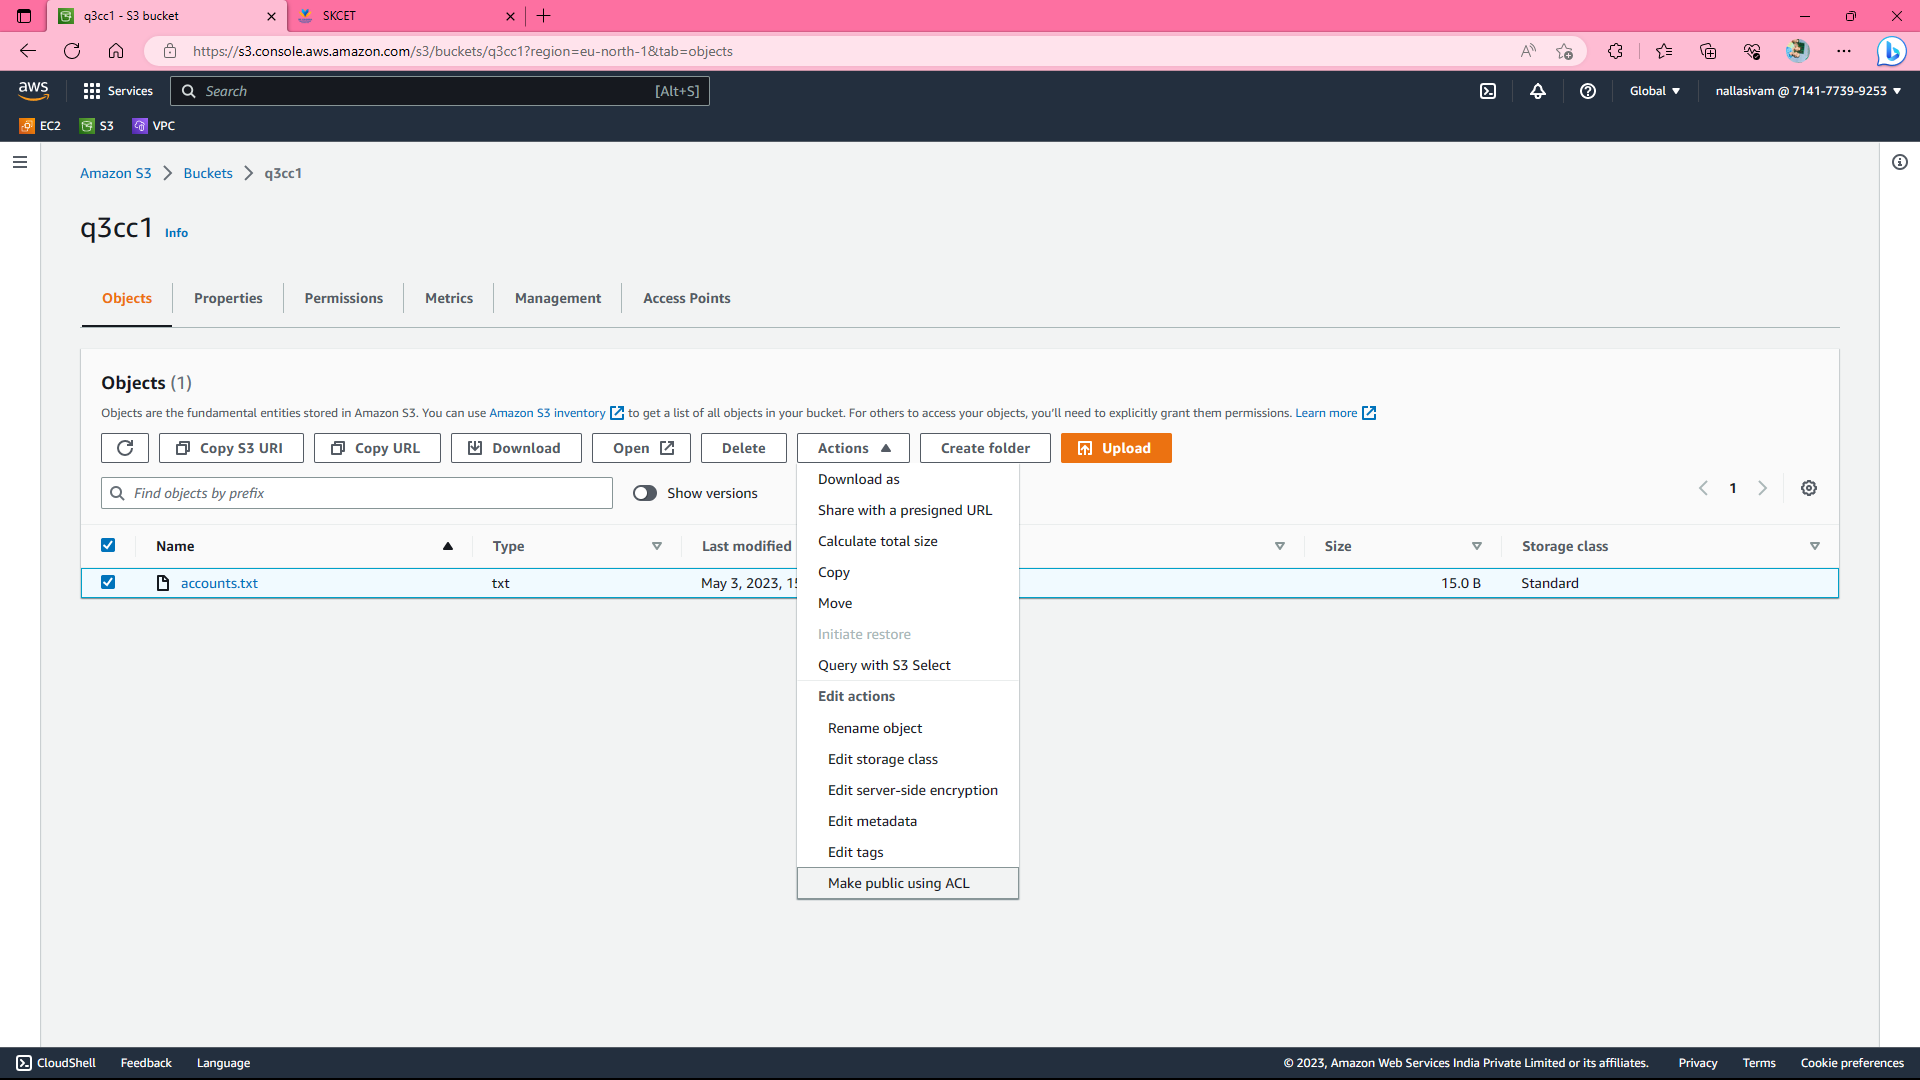 q3cc1 - S3 bucket
SKCET
https://s3.console.aws.amazon.com/s3/buckets/q3cc1?region=eu-north-1&tab=objects
aws
Services
Search
[Alt+S]
Global
nallasivam @ 7141-7739-9253
EC2
S3
VPC
Amazon S3
Buckets
q3cc1
q3cc1
Info
Objects
Properties
Permissions
Metrics
Management
Access Points
Objects (1)
Objects are the fundamental entities stored in Amazon S3. You can use Amazon S3 inventory to get a list of all objects in your bucket. For others to access your objects, you'll need to explicitly grant them permissions. Learn more
Copy S3 URI
Copy URL
Download
Open
Delete
Actions
Create folder
Upload
Find objects by prefix
Show versions
1
Name
Type
Last modified
Size
Storage class
accounts.txt
txt
May 3, 2023, 15
15.0 B
Standard
Download as
Share with a presigned URL
Calculate total size
Copy
Move
Initiate restore
Query with S3 Select
Edit actions
Rename object
Edit storage class
Edit server-side encryption
Edit metadata
Edit tags
Make public using ACL
CloudShell
Feedback
Language
© 2023, Amazon Web Services India Private Limited or its affiliates.
Privacy
Terms
Cookie preferences